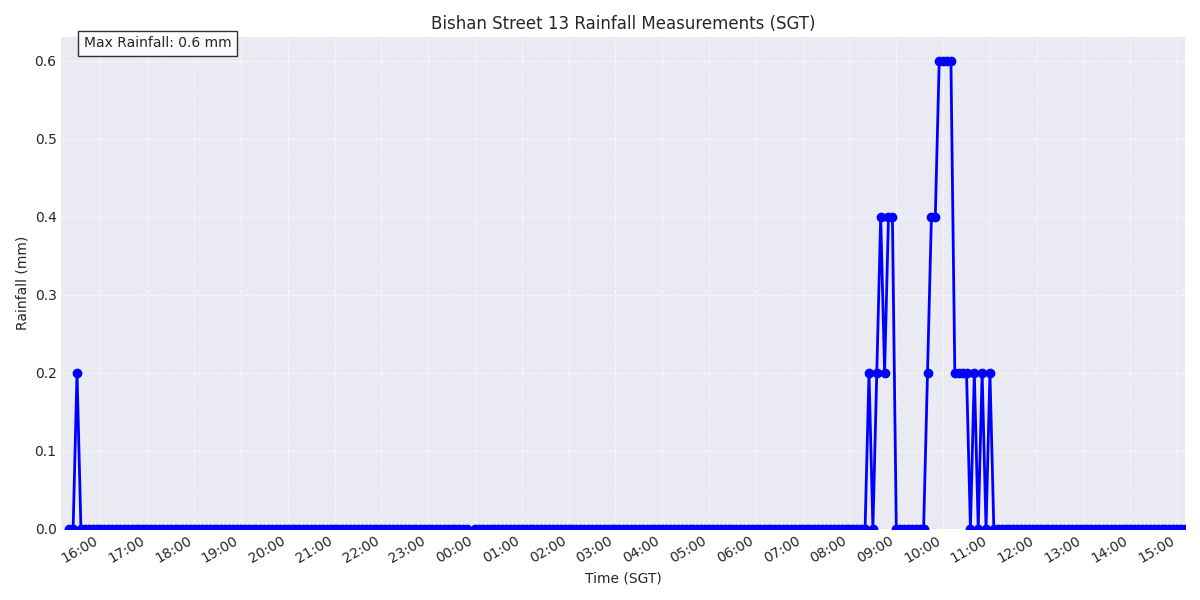 Bishan Street 13 Rainfall Measurements (SGT)
Max Rainfall: 0.6 mm
0.6
0.5
0.4
0.3
0.2
0.1
0.0
Rainfall (mm)
16:00 17:00 18:00 19:00 20:00 21:00 22:00 23:00 00:00 01:00 02:00 03:00 04:00 05:00 06:00 07:00 08:00 09:00 10:00 11:00 12:00 13:00 14:00 15:00
Time (SGT)